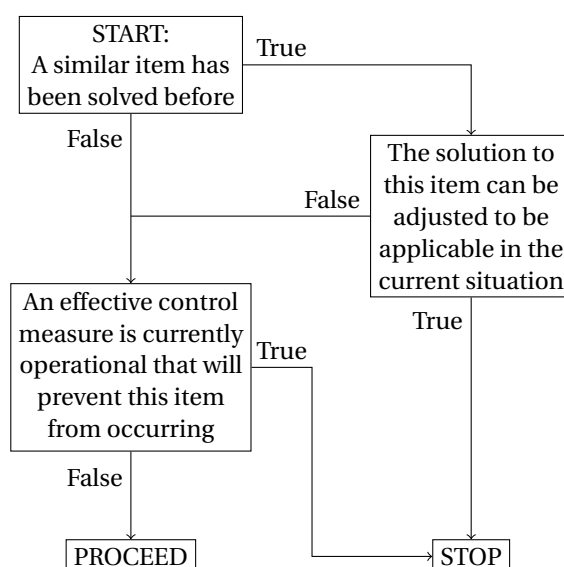 START:
A similar item has
been solved before
True
False
The solution to
this item can be
adjusted to be
applicable in the
current situation
False
True
An effective control
measure is currently
operational that will
prevent this item
from occurring
True
False
PROCEED
STOP